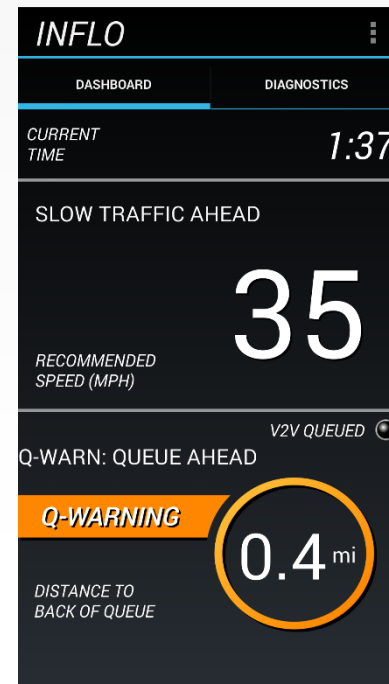 INFLO
DASHBOARD DIAGNOSTICS
CURRENT
TIME
1:37
SLOW TRAFFIC AHEAD
35
RECOMMENDED
SPEED (MPH)
V2V QUEUED
Q-WARN: QUEUE AHEAD
Q-WARNING
0.4 mi
DISTANCE TO
BACK OF QUEUE